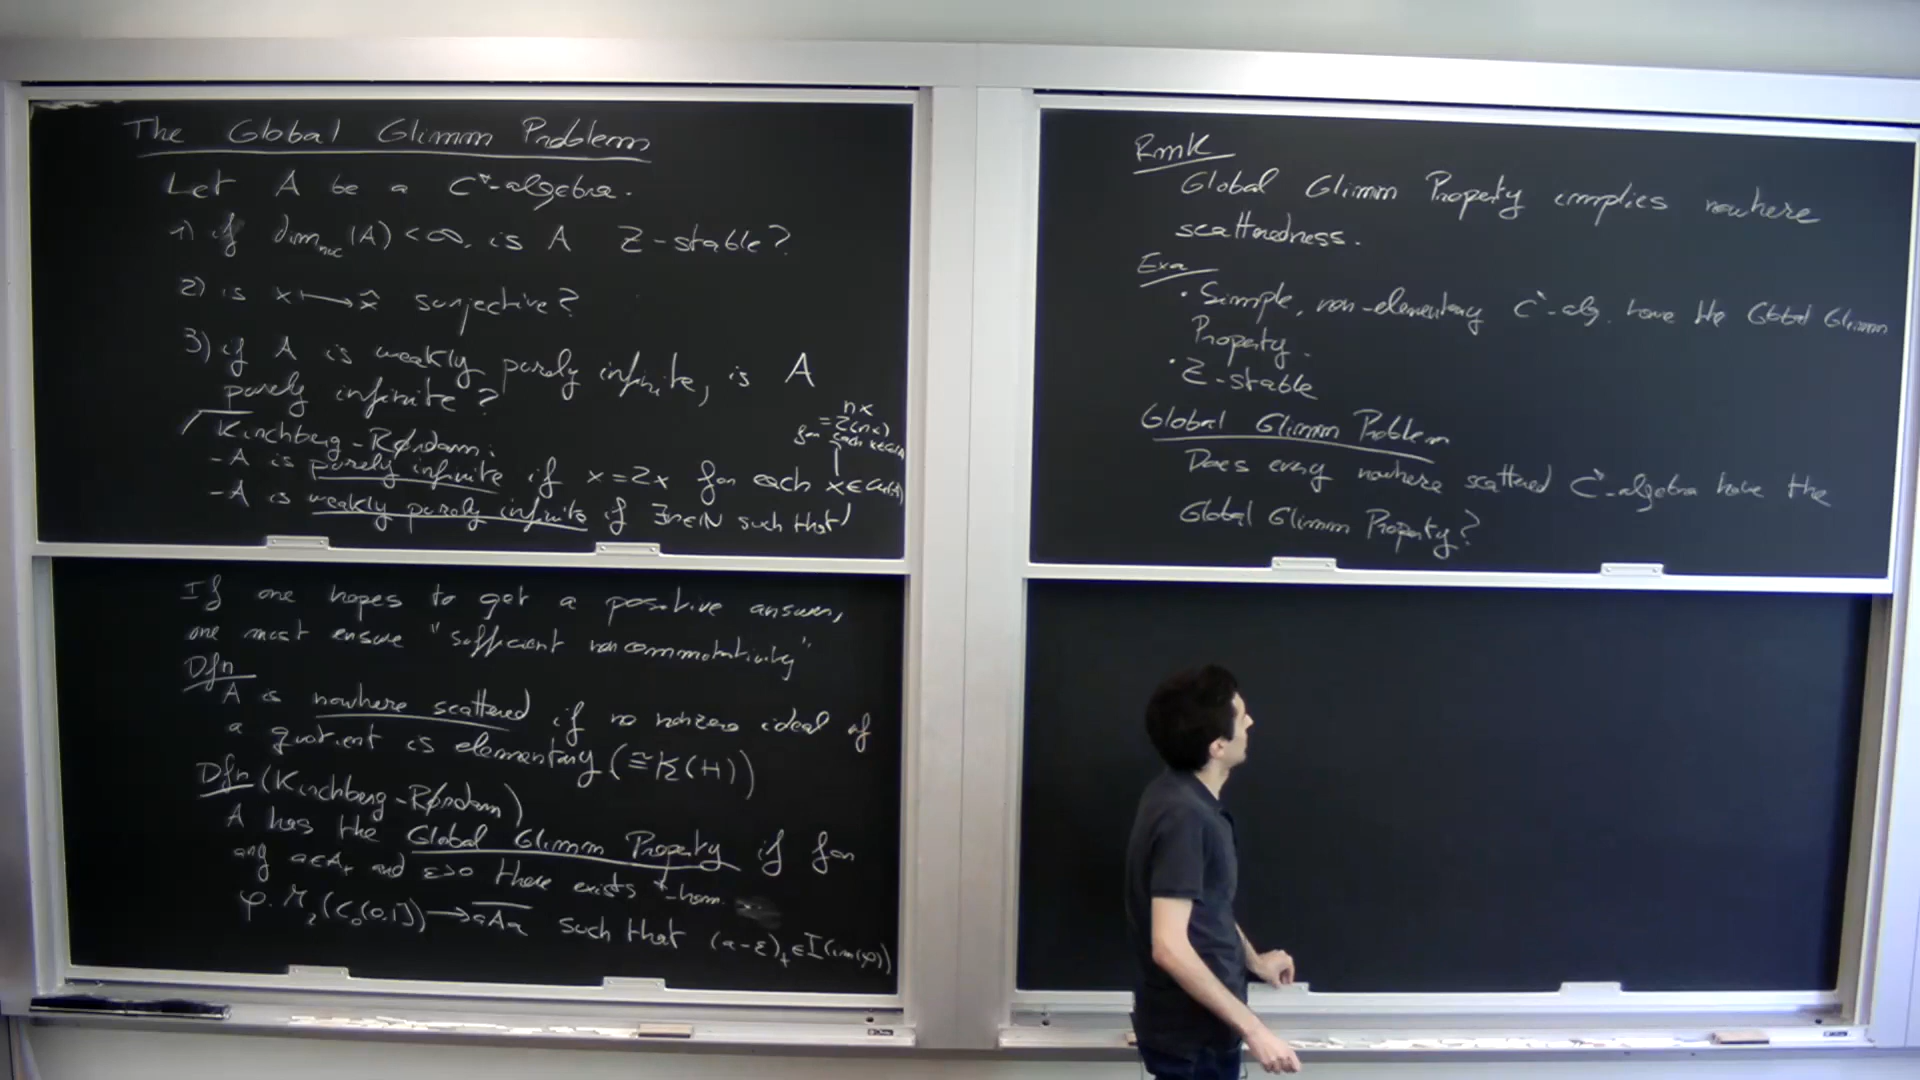 The Global Glimm Problem
Let A be a C*-algebra.
1) if dim_nuc(A) < ∞, is A Z-stable?
2) is x ↦ x̂ surjective?
3) if A is weakly purely infinite, is A
purely infinite?
Kirchberg-Rørdam:
-A is purely infinite if x=2x for each x∈Cu(A)
-A is weakly purely infinite if ∃n∈N such that
nx
=2(nx)
for each x∈Cu(A)
If one hopes to get a positive answer,
one must ensure "sufficient noncommutativity"
Dfn
A is nowhere scattered if no nonzero ideal of
a quotient is elementary (≅K(H))
Dfn (Kirchberg-Rørdam)
A has the Global Glimm Property if for
any a∈A₊ and ε>0 there exists *-hom.
φ: M₂(C₀(0,1]) → aAa such that (a-ε)₊∈I(im(φ))
Rmk
Global Glimm Property implies nowhere
scatteredness.
Exa
• Simple, non-elementary C*-alg. have the Global Glimm
Property.
• Z-stable
Global Glimm Problem
Does every nowhere scattered C*-algebra have the
Global Glimm Property?